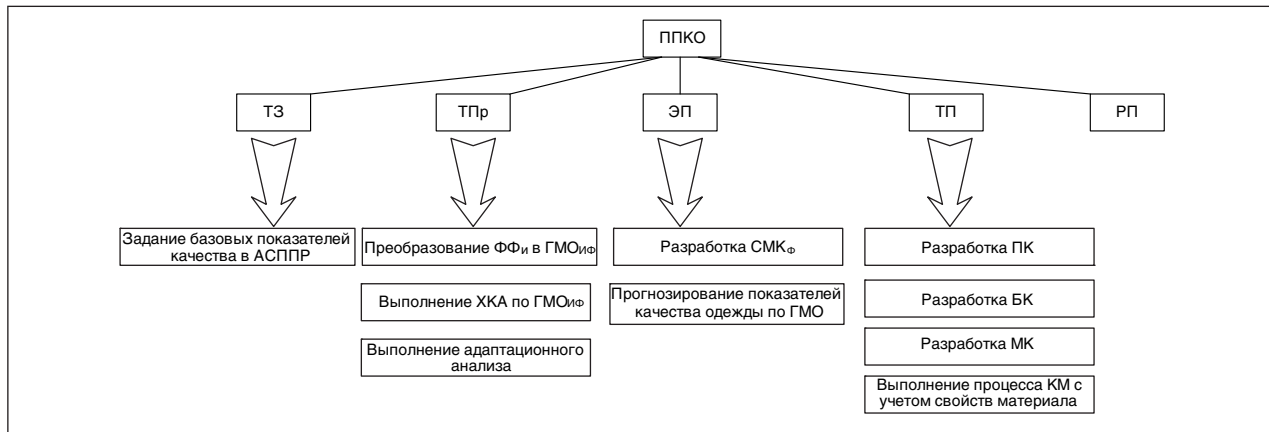 ППКО
ТЗ
ТПр
ЭП
ТП
РП
Задание базовых показателей
качества в АСППР
Преобразование ФФи в ГМОИФ
Выполнение ХКА по ГМОИФ
Выполнение адаптационного
анализа
Разработка СМКФ
Прогнозирование показателей
качества одежды по ГМО
Разработка ПК
Разработка БК
Разработка МК
Выполнение процесса КМ с
учетом свойств материала